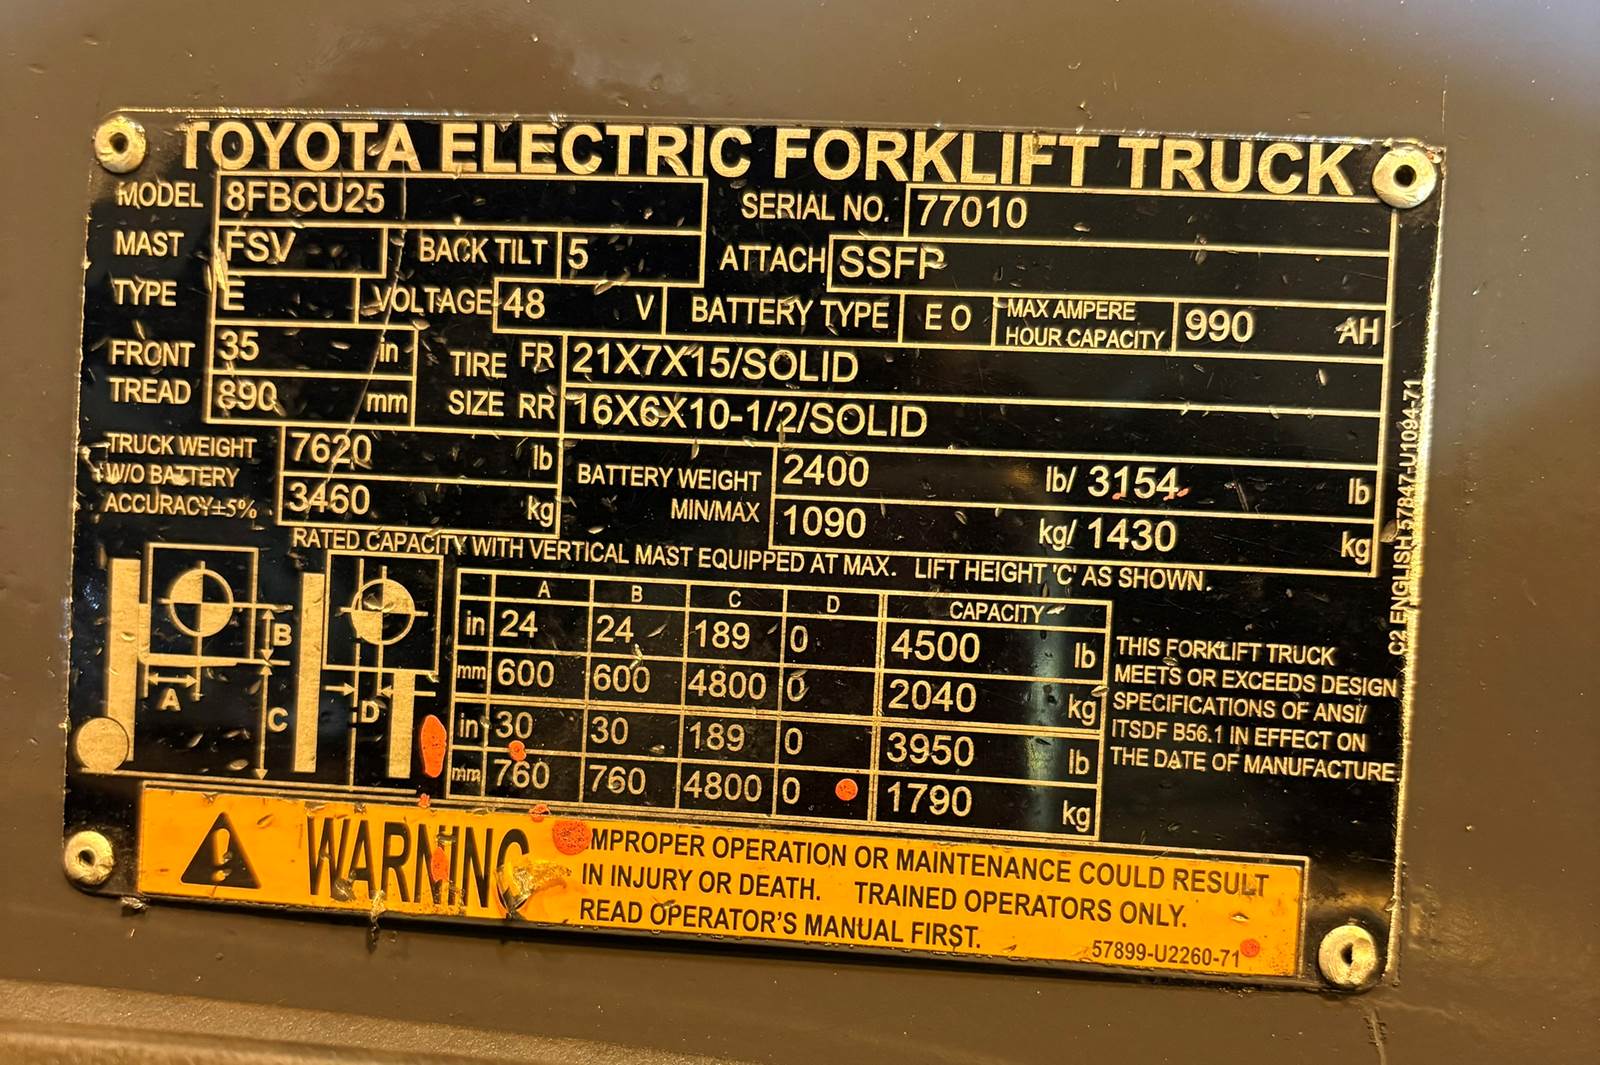 TOYOTA ELECTRIC FORKLIFT TRUCK
MODEL 8FBCU25 SERIAL NO. 77010
MAST FSV BACK TILT 5 ATTACH SSFP
TYPE E VOLTAGE 48 V BATTERY TYPE E O MAX AMPERE HOUR CAPACITY 990 AH
FRONT TREAD 35 in TIRE SIZE FR 21X7X15/SOLID
890 mm RR 16X6X10-1/2/SOLID
TRUCK WEIGHT W/O BATTERY ACCURACY±5% 7620 lb BATTERY WEIGHT MIN/MAX 2400 lb/ 3154 lb
3460 kg 1090 kg/ 1430 kg
RATED CAPACITY WITH VERTICAL MAST EQUIPPED AT MAX. LIFT HEIGHT 'C' AS SHOWN.
A B C D CAPACITY
in 24 24 189 0 4500 lb
mm 600 600 4800 0 2040 kg
in 30 30 189 0 3950 lb
mm 760 760 4800 0 1790 kg
A B C D
THIS FORKLIFT TRUCK
MEETS OR EXCEEDS DESIGN
SPECIFICATIONS OF ANSI/
ITSDF B56.1 IN EFFECT ON
THE DATE OF MANUFACTURE.
C2 ENGLISH 57847-U1094-71
WARNING
IMPROPER OPERATION OR MAINTENANCE COULD RESULT
IN INJURY OR DEATH. TRAINED OPERATORS ONLY.
READ OPERATOR'S MANUAL FIRST.
57899-U2260-71